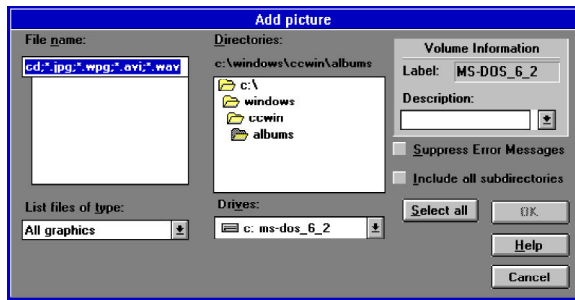 Add picture
File name:
cd;*.jpg;*.wpg;*.avi;*.wav
List files of type:
All graphics
Directories:
c:\windows\ccwin\albums
c:\
windows
ccwin
albums
Drives:
c: ms-dos_6_2
Volume Information
Label: MS-DOS_6_2
Description:
Suppress Error Messages
Include all subdirectories
Select all
OK
Help
Cancel